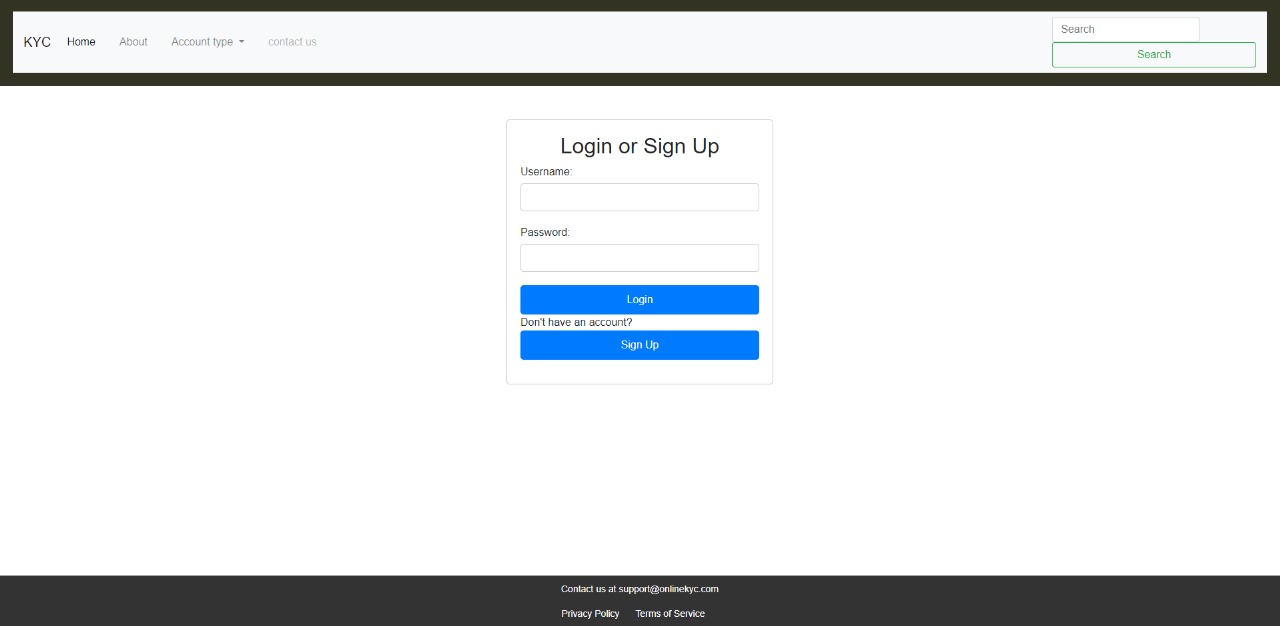 KYC Home About Account type contact us
Search
Search
Login or Sign Up
Username:
Password:
Login
Don't have an account?
Sign Up
Contact us at support@onlinekyc.com
Privacy Policy Terms of Service